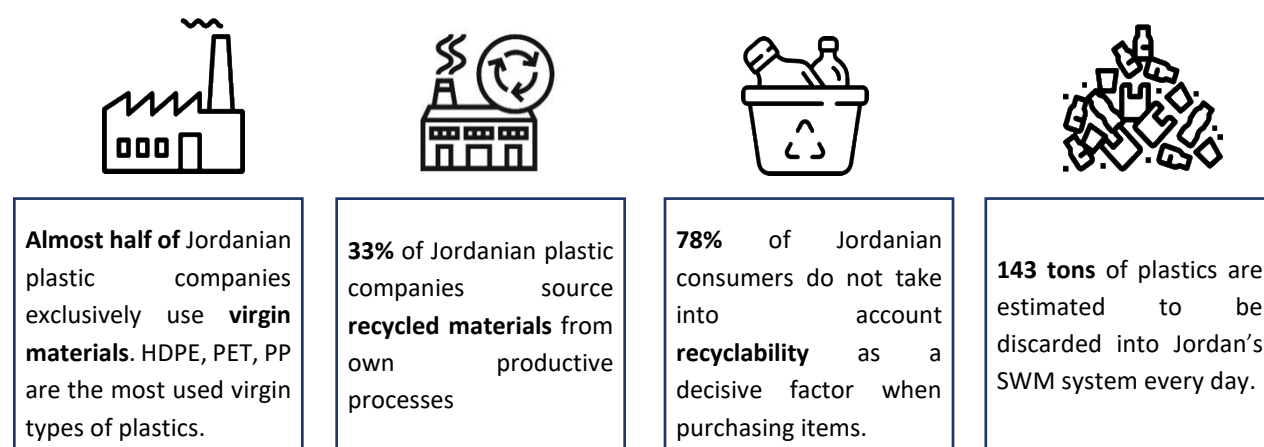 Almost half of Jordanian
plastic companies
exclusively use virgin
materials. HDPE, PET, PP
are the most used virgin
types of plastics.
33% of Jordanian plastic
companies source
recycled materials from
own productive
processes
78% of Jordanian
consumers do not take
into account
recyclability as a
decisive factor when
purchasing items.
143 tons of plastics are
estimated to be
discarded into Jordan’s
SWM system every day.